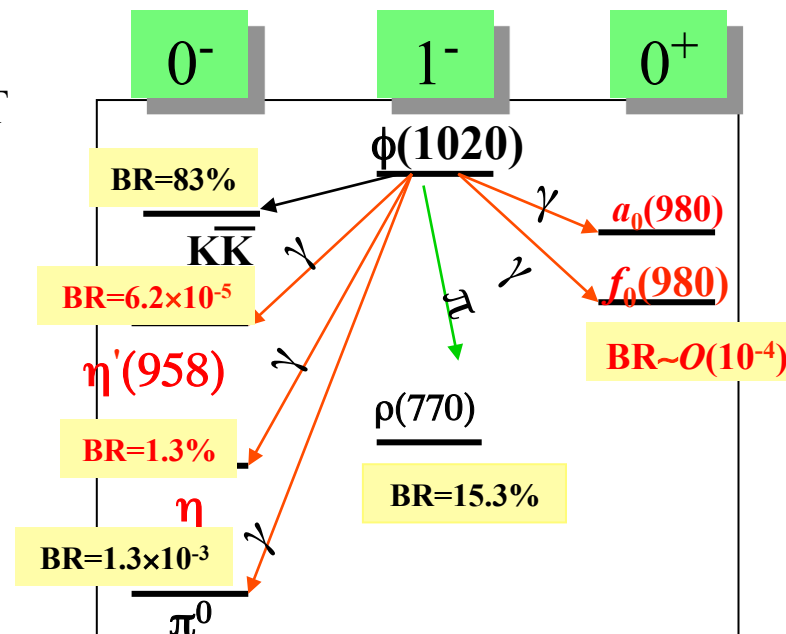 0⁻ 1⁻ 0⁺
T
ϕ(1020)
BR=83%
γ
a₀(980)
KK̅
γ
γ
BR=6.2×10⁻⁵
π
f₀(980)
γ
BR~O(10⁻⁴)
η'(958)
ρ(770)
BR=1.3%
BR=15.3%
η
γ
BR=1.3×10⁻³
π⁰